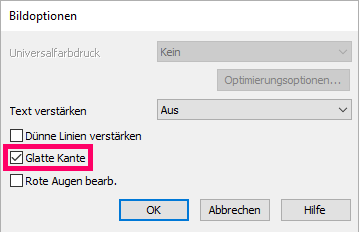 Bildoptionen
Universalfarbdruck Kein
Optimierungsoptionen...
Text verstärken Aus
Dünne Linien verstärken
Glatte Kante
Rote Augen bearb.
OK Abbrechen Hilfe